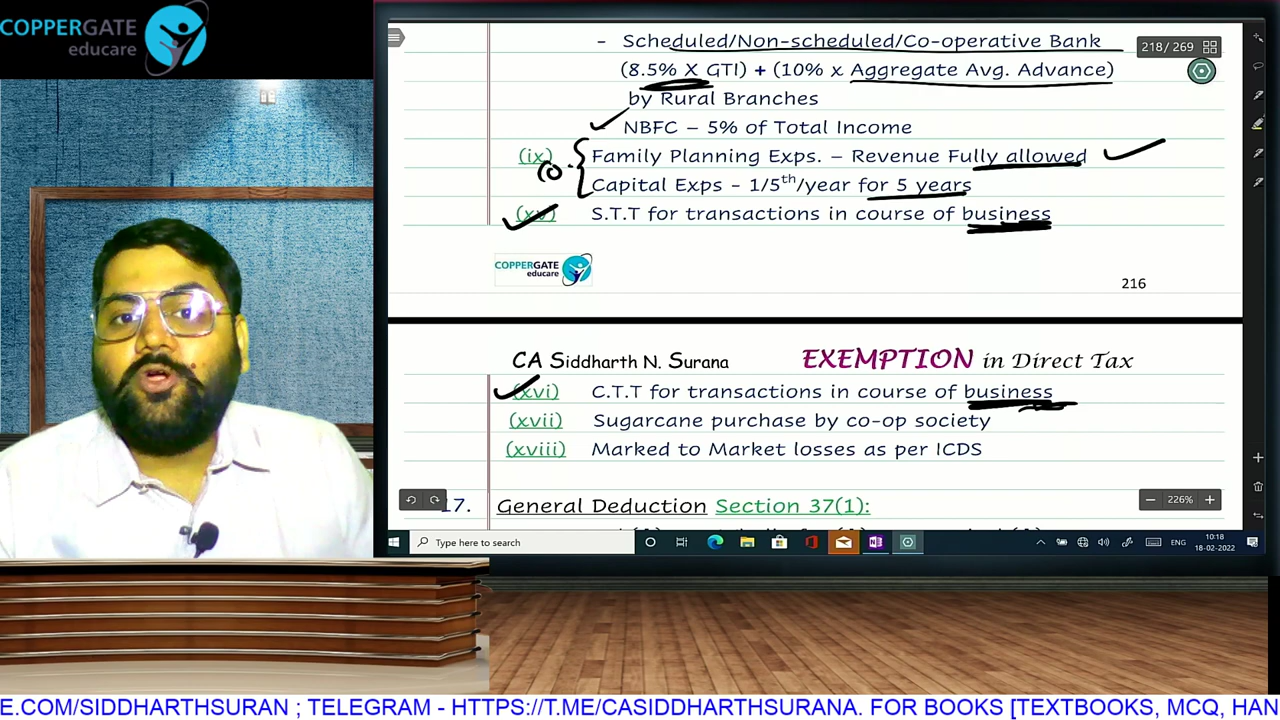 COPPERGATE
educare
- Scheduled/Non-scheduled/Co-operative Bank
218 / 269
(8.5% X GTI) + (10% x Aggregate Avg. Advance)
by Rural Branches
- NBFC – 5% of Total Income
(ix) Family Planning Exps. – Revenue Fully allowed
Capital Exps - 1/5th/year for 5 years
(xv) S.T.T for transactions in course of business
COPPERGATE
educare
216
CA Siddharth N. Surana EXEMPTION in Direct Tax
(xvi) C.T.T for transactions in course of business
(xvii) Sugarcane purchase by co-op society
(xviii) Marked to Market losses as per ICDS
226%
17. General Deduction Section 37(1):
Type here to search
ENG
10:18
18-02-2022
E.COM/SIDDHARTHSURAN ; TELEGRAM - HTTPS://T.ME/CASIDDHARTHSURANA. FOR BOOKS [TEXTBOOKS, MCQ, HAN